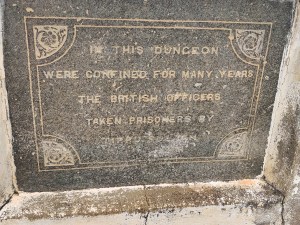 IN THIS DUNGEON
WERE CONFINED FOR MANY YEARS
THE BRITISH OFFICERS
TAKEN PRISONERS BY